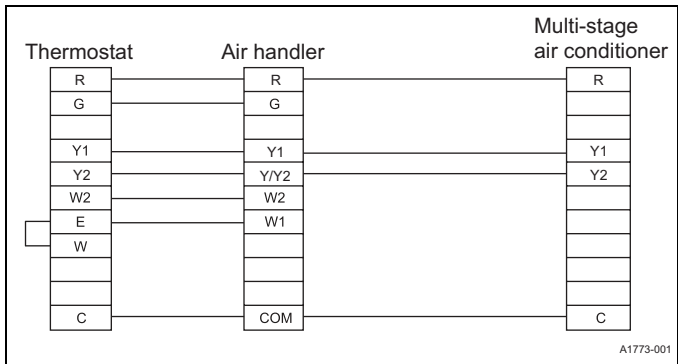 Thermostat Air handler Multi-stage
air conditioner
R R R
G G
Y1 Y1 Y1
Y2 Y/Y2 Y2
W2 W2
E W1
W
C COM C
A1773-001